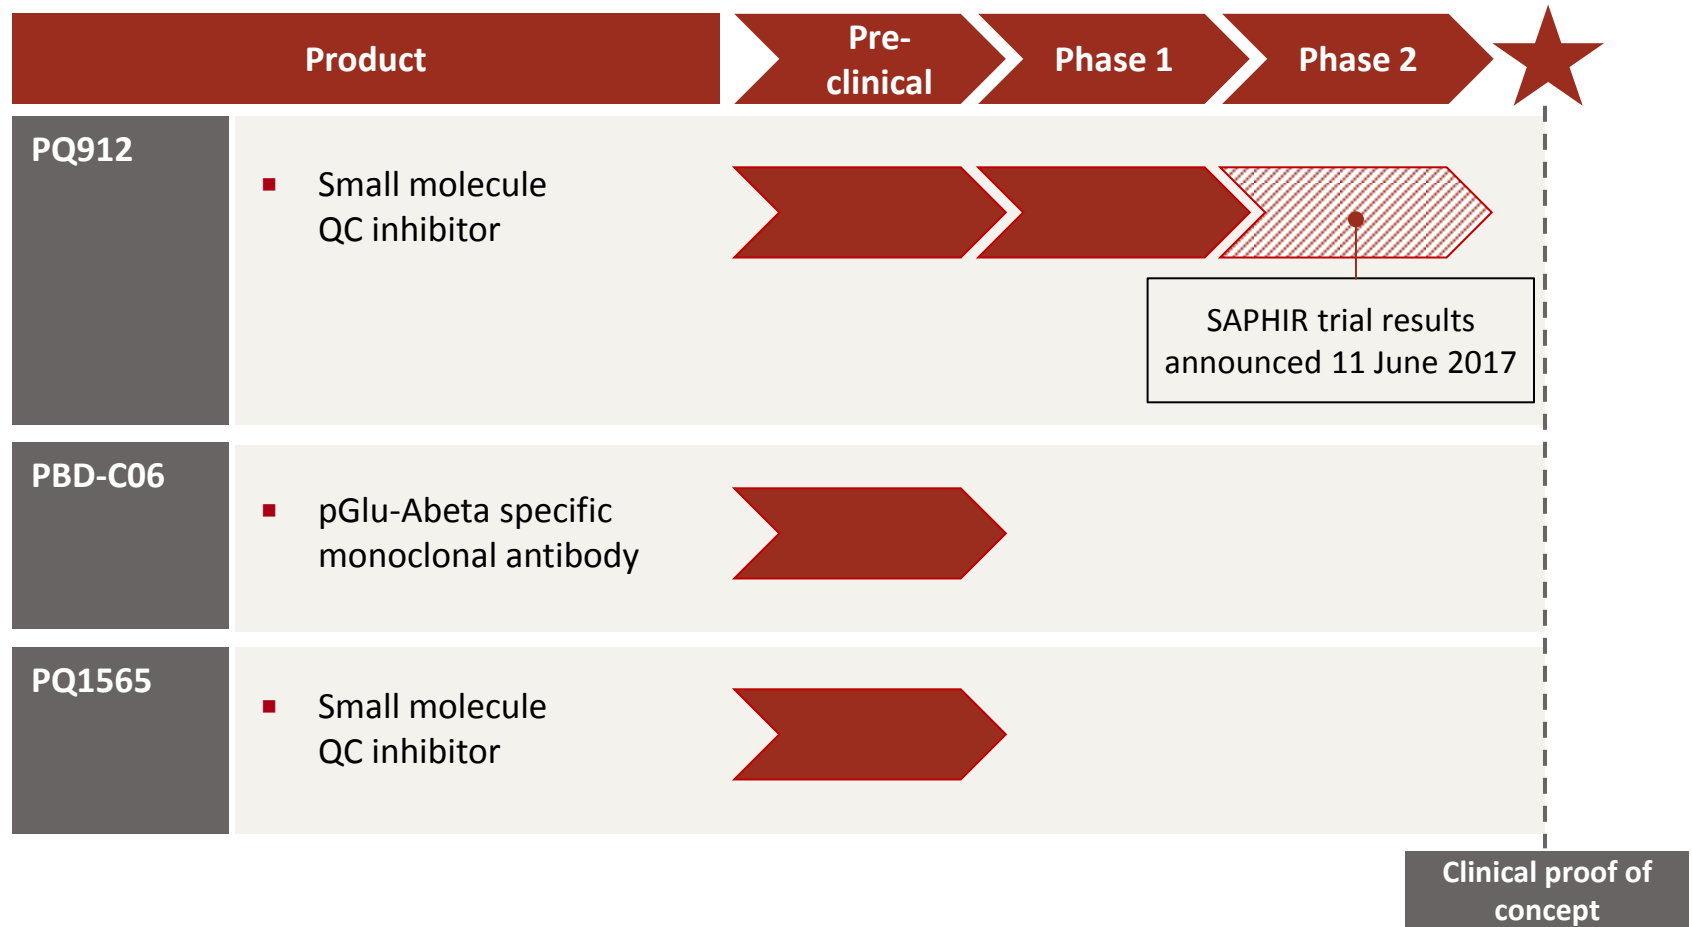 Product
Pre-
clinical
Phase 1
Phase 2
PQ912
▪ Small molecule
QC inhibitor
SAPHIR trial results
announced 11 June 2017
PBD-C06
▪ pGlu-Abeta specific
monoclonal antibody
PQ1565
▪ Small molecule
QC inhibitor
Clinical proof of
concept